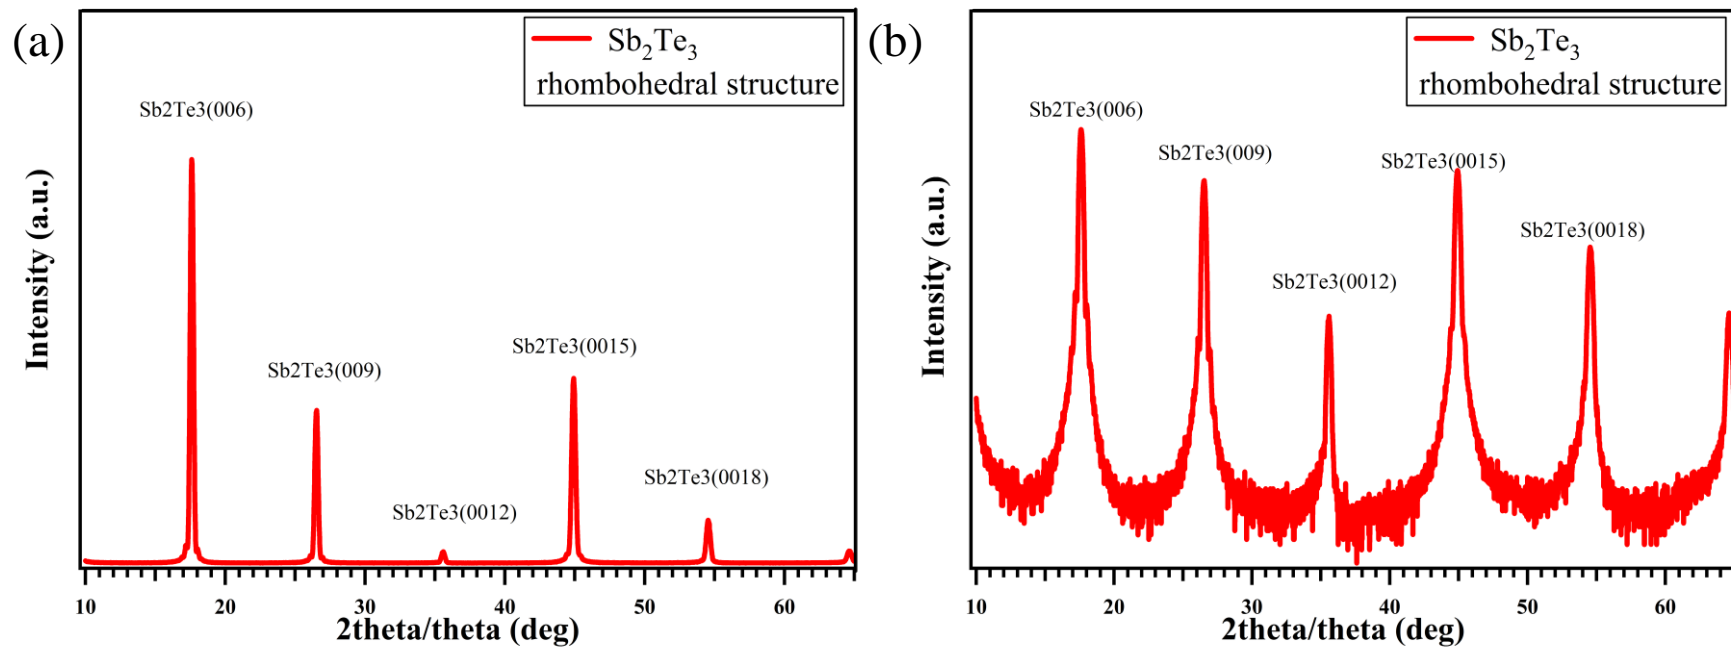 (a)
Sb₂Te₃
rhombohedral structure
Sb2Te3(006)
Sb2Te3(009)
Sb2Te3(0012)
Sb2Te3(0015)
Sb2Te3(0018)
Intensity (a.u.)
10 20 30 40 50 60
2theta/theta (deg)
(b)
Sb₂Te₃
rhombohedral structure
Sb2Te3(006)
Sb2Te3(009)
Sb2Te3(0012)
Sb2Te3(0015)
Sb2Te3(0018)
Intensity (a.u.)
10 20 30 40 50 60
2theta/theta (deg)